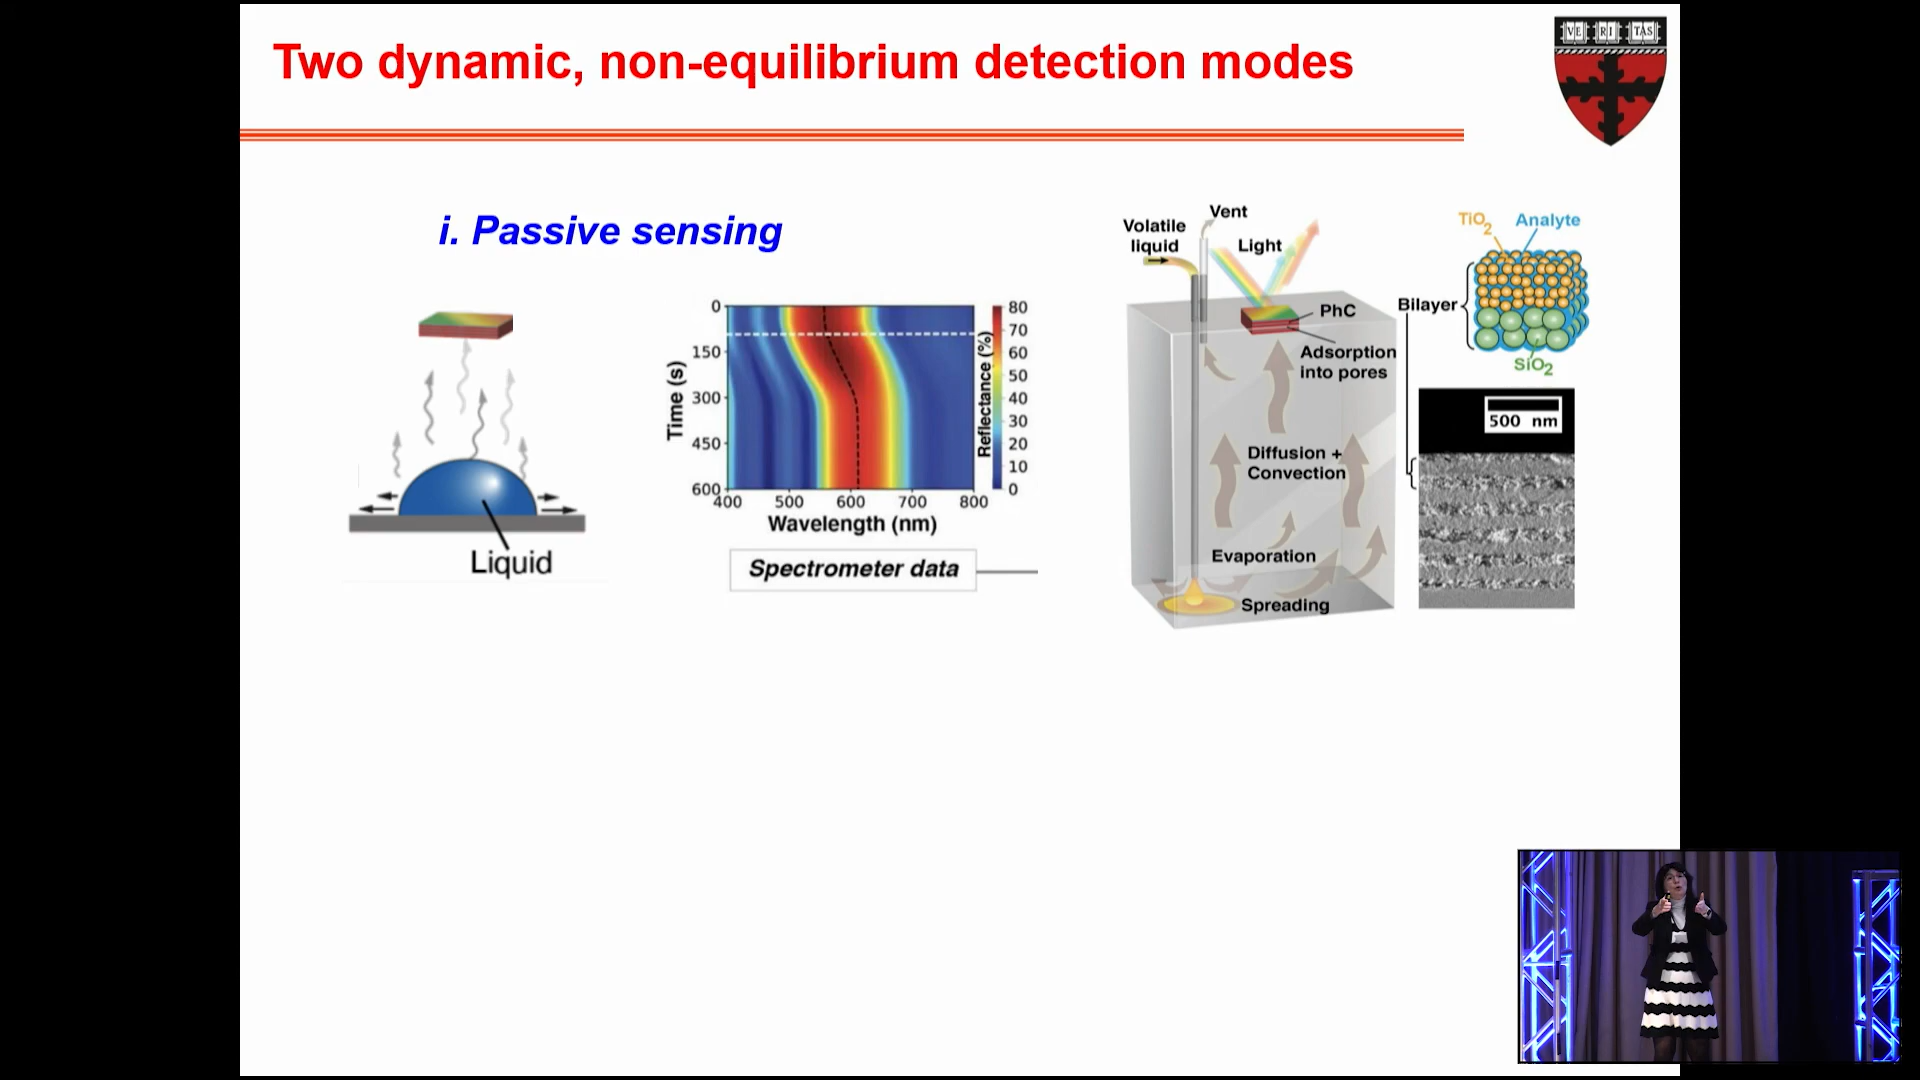 Two dynamic, non-equilibrium detection modes
VE RI TAS
i. Passive sensing
Liquid
0
150
300
450
600
Time (s)
400 500 600 700 800
Wavelength (nm)
80
70
60
50
40
30
20
10
0
Reflectance (%)
Spectrometer data
Volatile
liquid
Vent
Light
PhC
Adsorption
into pores
Diffusion +
Convection
Evaporation
Spreading
TiO2
Analyte
Bilayer
SiO2
500 nm